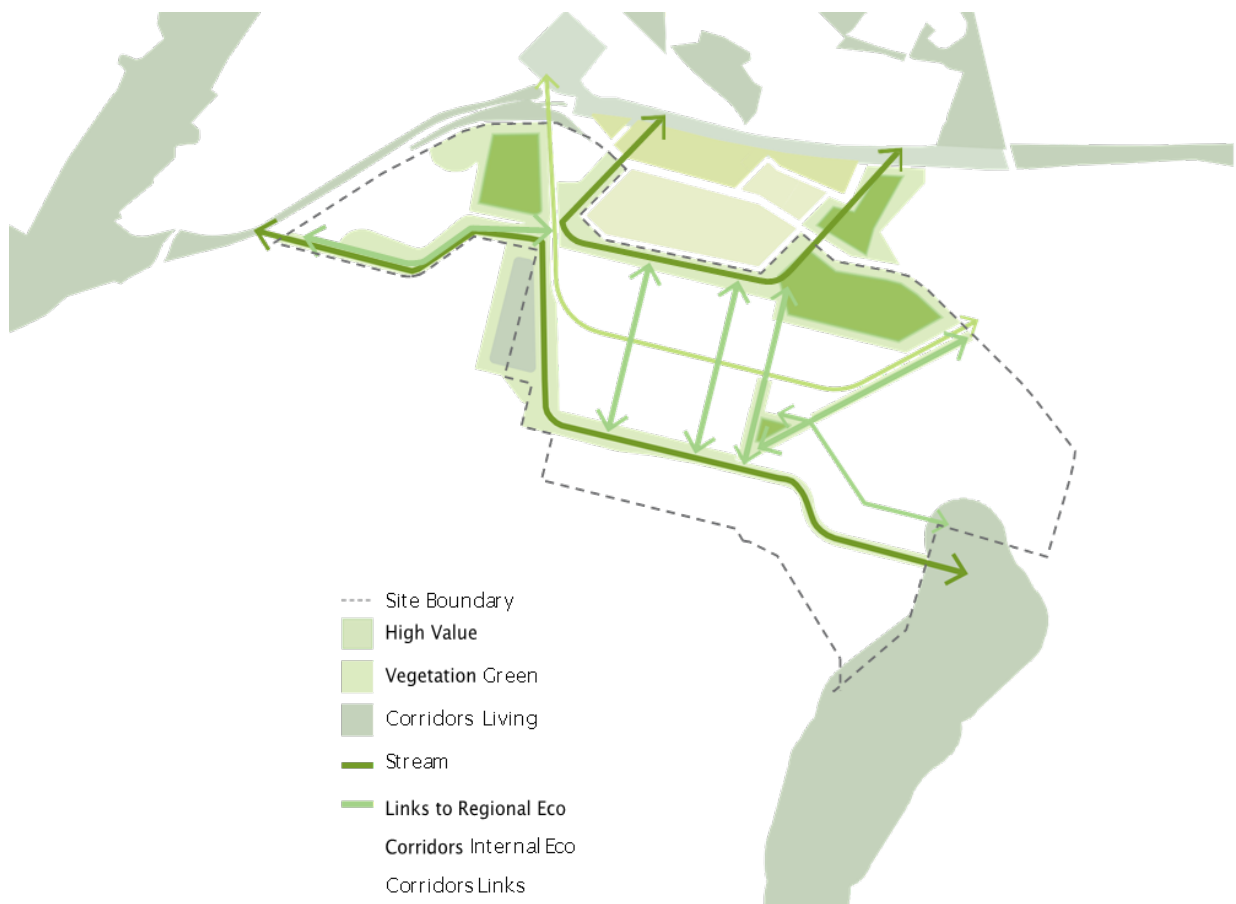 Site Boundary
High Value
Vegetation Green
Corridors Living
Stream
Links to Regional Eco
Corridors Internal Eco
Corridors Links